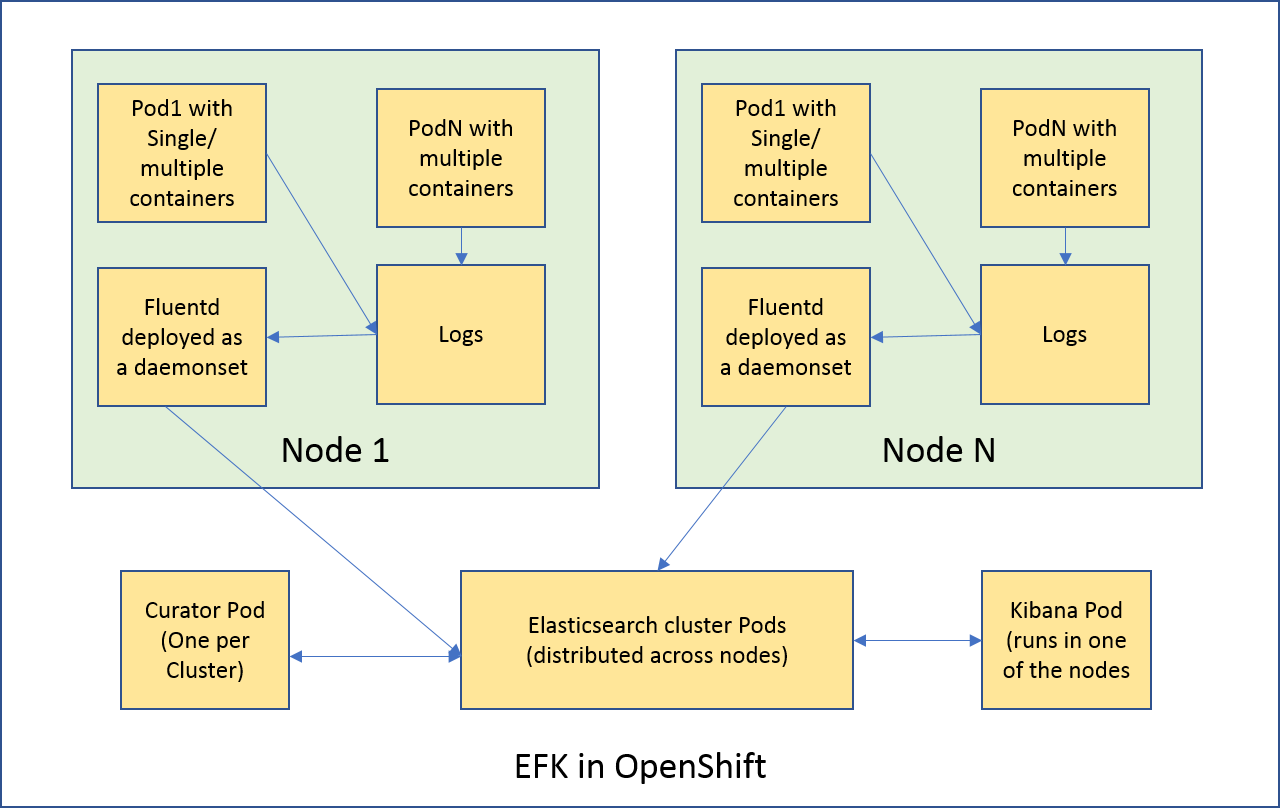 Pod1 with
Single/
multiple
containers
PodN with
multiple
containers
Fluentd
deployed as
a daemonset
Logs
Node 1
Pod1 with
Single/
multiple
containers
PodN with
multiple
containers
Fluentd
deployed as
a daemonset
Logs
Node N
Curator Pod
(One per
Cluster)
Elasticsearch cluster Pods
(distributed across nodes)
Kibana Pod
(runs in one
of the nodes
EFK in OpenShift